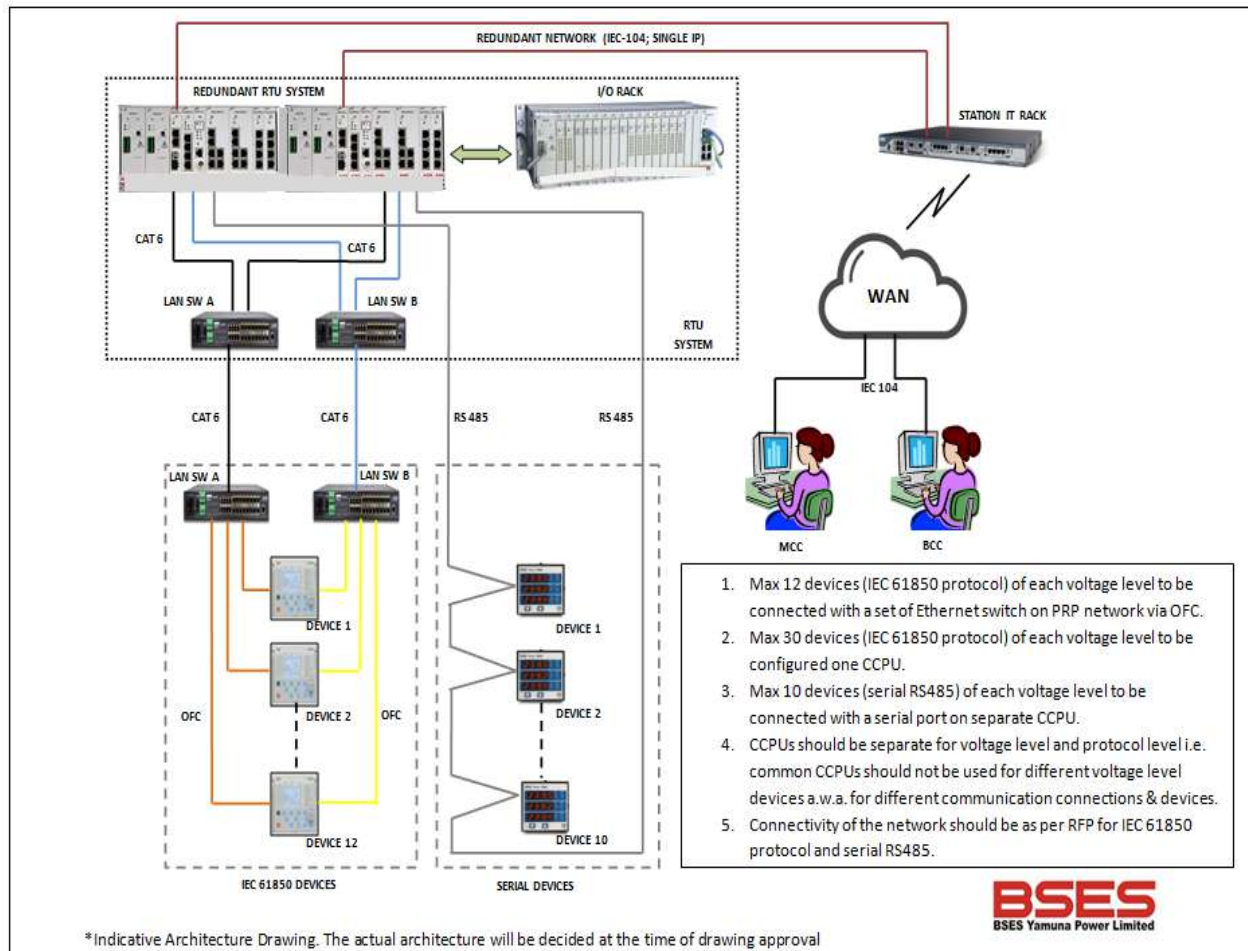 REDUNDANT NETWORK (IEC-104; SINGLE IP)
REDUNDANT RTU SYSTEM
I/O RACK
STATION IT RACK
CAT 6
CAT 6
LAN SW A
LAN SW B
RTU
SYSTEM
WAN
IEC 104
CAT 6
CAT 6
RS 485
RS 485
LAN SW A
LAN SW B
MCC
BCC
DEVICE 1
DEVICE 1
DEVICE 2
DEVICE 2
OFC
OFC
DEVICE 12
DEVICE 10
IEC 61850 DEVICES
SERIAL DEVICES
1. Max 12 devices (IEC 61850 protocol) of each voltage level to be
connected with a set of Ethernet switch on PRP network via OFC.
2. Max 30 devices (IEC 61850 protocol) of each voltage level to be
configured one CCPU.
3. Max 10 devices (serial RS485) of each voltage level to be
connected with a serial port on separate CCPU.
4. CCPUs should be separate for voltage level and protocol level i.e.
common CCPUs should not be used for different voltage level
devices a.w.a. for different communication connections & devices.
5. Connectivity of the network should be as per RFP for IEC 61850
protocol and serial RS485.
BSES
BSES Yamuna Power Limited
*Indicative Architecture Drawing. The actual architecture will be decided at the time of drawing approval